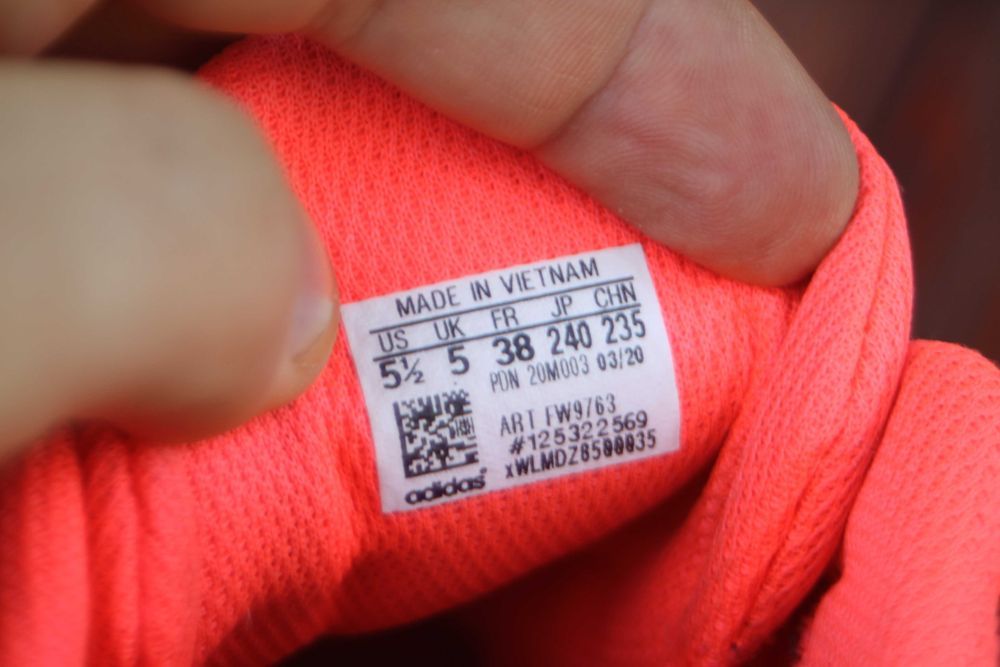 MADE IN VIETNAM
US UK FR JP CHN
5½ 5 38 240 235
PDN 20M003 03/20
ART FW9763
#125322569
xWLMDZ8500035
adidas